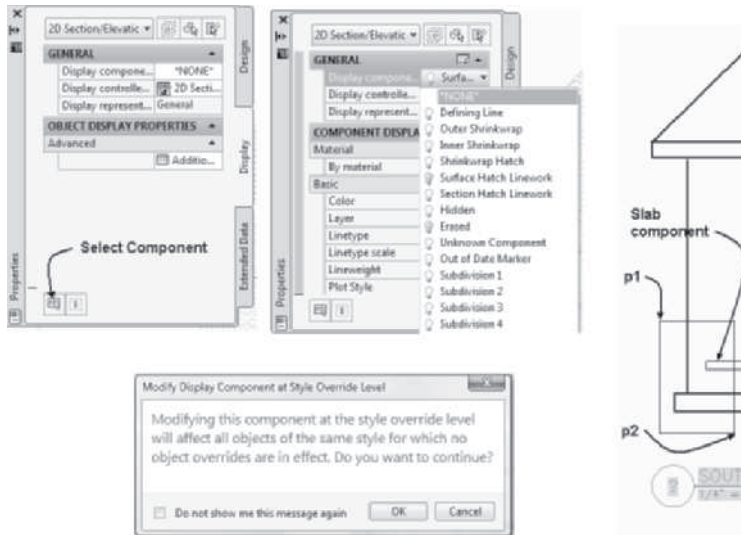 2D Section/Elevatic
GENERAL
Display compone... *NONE*
Display controlle... 2D Secti...
Display represent... General
OBJECT DISPLAY PROPERTIES
Advanced
Additio...
Select Component
Design
Display
Extended Data
Properties
2D Section/Elevatic
GENERAL
Display compone... Surfa...
Display controlle...
Display represent...
COMPONENT DISPLA
Material
By material
Basic
Color
Layer
Linetype
Linetype scale
Lineweight
Plot Style
*NONE*
Defining Line
Outer Shrinkwrap
Inner Shrinkwrap
Shrinkwrap Hatch
Surface Hatch Linework
Section Hatch Linework
Hidden
Erased
Unknown Component
Out of Date Marker
Subdivision 1
Subdivision 2
Subdivision 3
Subdivision 4
Design
Properties
Slab
component
p1
p2
SOUT
1/4" =
Modify Display Component at Style Override Level
Modifying this component at the style override level
will affect all objects of the same style for which no
object overrides are in effect. Do you want to continue?
Do not show me this message again
OK
Cancel